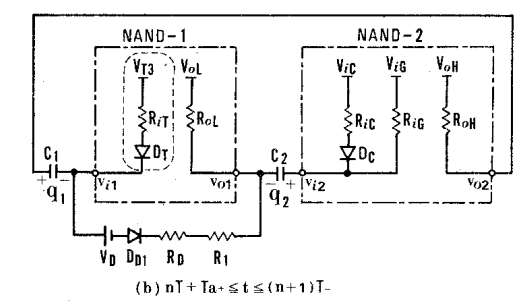 NAND-1 NAND-2
VT3 VoL ViC ViG VoH
RiT RoL RiC RiG RoH
DT DC
C1 C2
+ - - +
q1 vi1 vo1 q2 vi2 vo2
VD DD1 RD R1
(b) nT + Ta+ ≦ t ≦ (n+1)T-